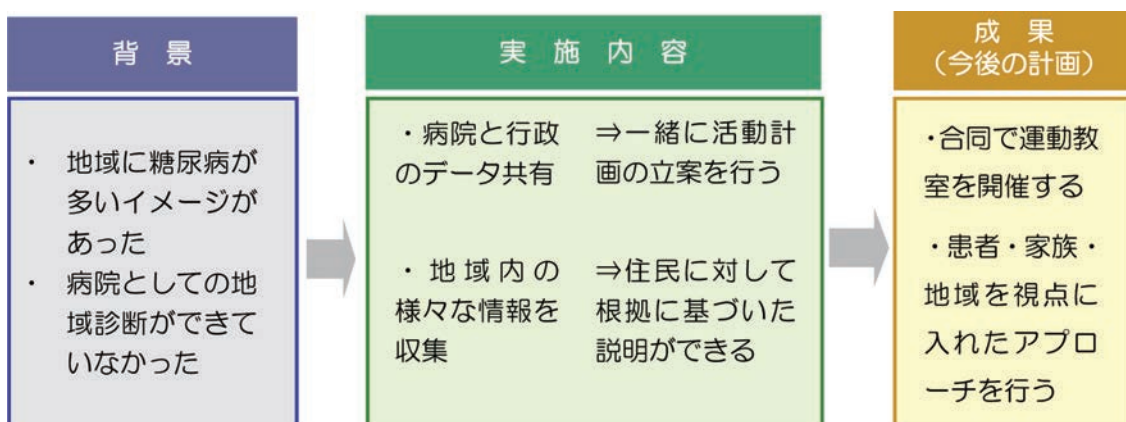 背 景
・ 地域に糖尿病が
多いイメージが
あった
・ 病院としての地
域診断ができて
いなかった
実 施 内 容
・病院と行政
のデータ共有
⇒一緒に活動計
画の立案を行う
・地域内の
様々な情報を
収集
⇒住民に対して
根拠に基づいた
説明ができる
成 果
(今後の計画)
・合同で運動教
室を開催する
・患者・家族・
地域を視点に
入れたアプロ
ーチを行う